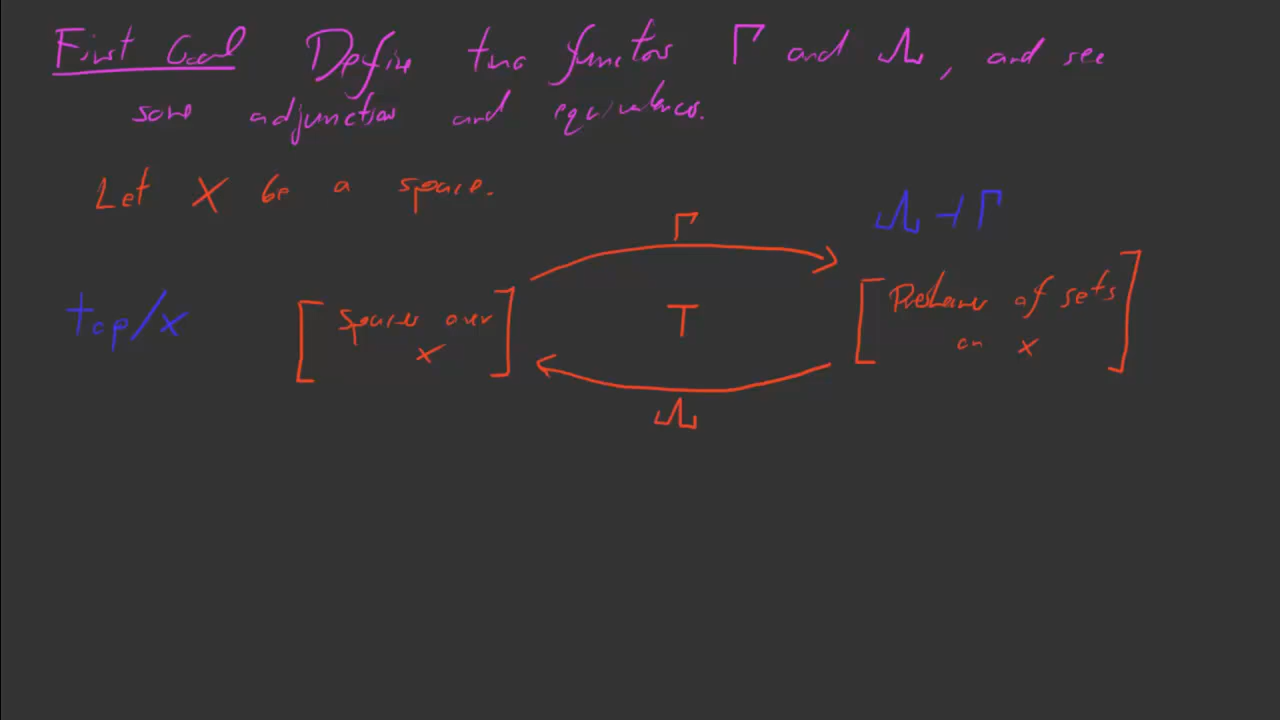 First Goal Define two functors Γ and Λ, and see
some adjunctions and equivalences.
Let X be a space.
Γ
Λ ⊣ Γ
top/X
[Spaces over X]
⊤
[Presheaves of sets on X]
Λ